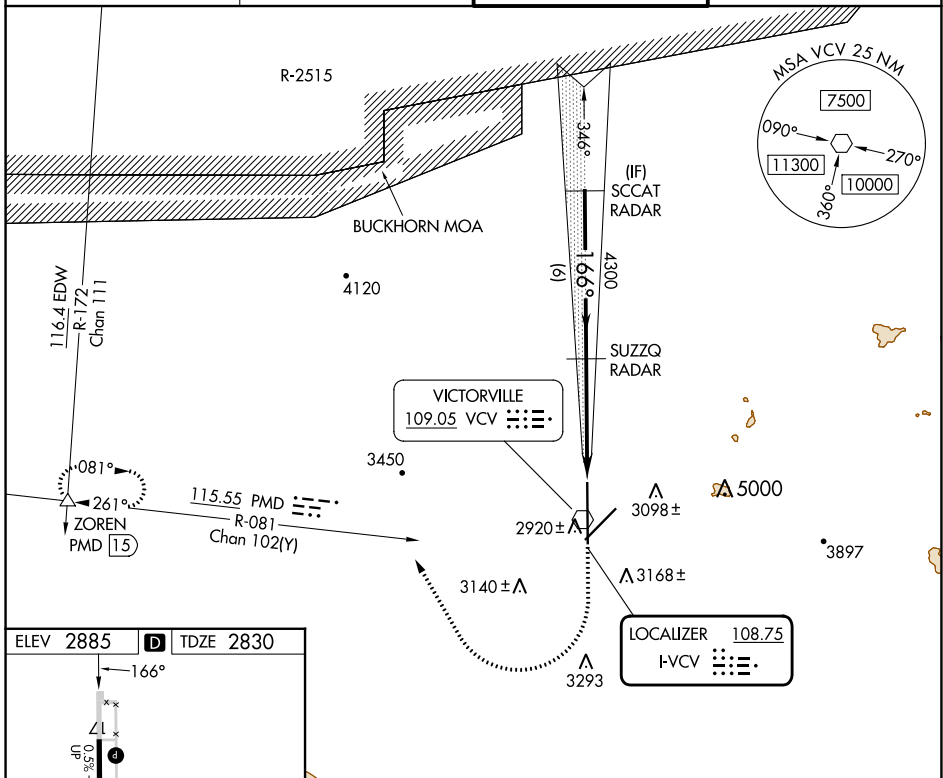 R-2515
MSA VCV 25 NM
7500
090°
270°
11300
10000
360°
346°
(IF)
SCCAT
RADAR
BUCKHORN MOA
4300
166°
(6)
4120
116.4 EDW
R-172
Chan 111
SUZZQ
RADAR
VICTORVILLE
109.05 VCV
3450
081°
261°
ZOREN
PMD 15
115.55 PMD
R-081
Chan 102(Y)
5000
3098±
2920±
3897
3140±
3168±
LOCALIZER 108.75
I-VCV
3293
ELEV 2885 D TDZE 2830
166°
17
0.5%
UP
P